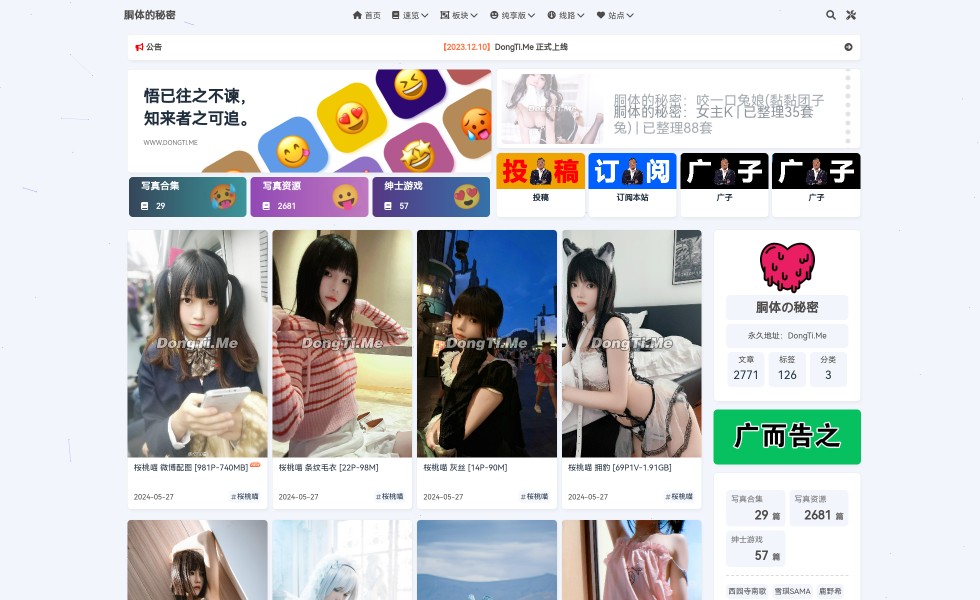 胴体的秘密
首页 速览 板块 纯享版 线路 站点
公告
【2023.12.10】DongTi.Me 正式上线
悟已往之不谏,
知来者之可追。
WWW.DONGTI.ME
胴体的秘密：咬一口兔娘(黏黏团子
胴体的秘密：女主K | 已整理35套
兔) | 已整理88套
写真合集
29
写真资源
2681
绅士游戏
57
投 稿
投稿
订 阅
订阅本站
广 子
广子
广 子
广子
DongTi.Me
DongTi.Me
DongTi.Me
DongTi.Me
桜桃喵 微博配图 [981P-740MB]
2024-05-27
#桜桃喵
桜桃喵 条纹毛衣 [22P-98M]
2024-05-27
#桜桃喵
桜桃喵 灰丝 [14P-90M]
2024-05-27
#桜桃喵
桜桃喵 拥豹 [69P1V-1.91GB]
2024-05-27
#桜桃喵
胴体の秘密
永久地址：DongTi.Me
文章 标签 分类
2771 126 3
广而告之
写真合集
29 篇
写真资源
2681 篇
绅士游戏
57 篇
西园寺南歌 雪琪SAMA 鹿野希